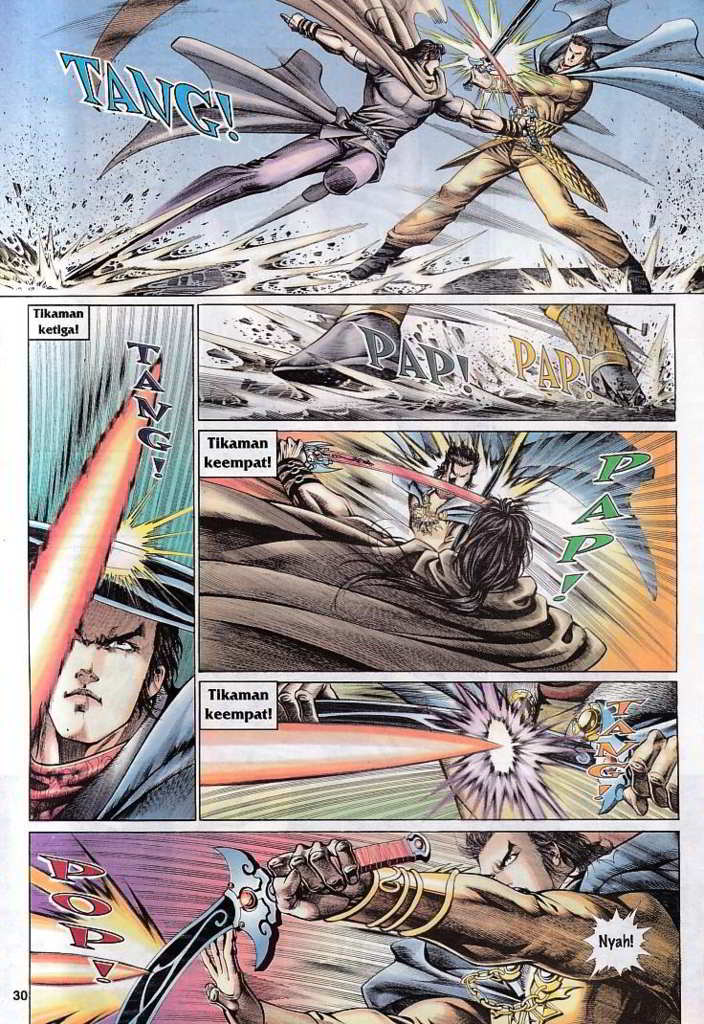 TANG!
Tikaman
ketiga!
TANG!
PAP! PAP!
Tikaman
keempat!
PAP!
Tikaman
keempat!
TANG!
POP!
Nyah!
30